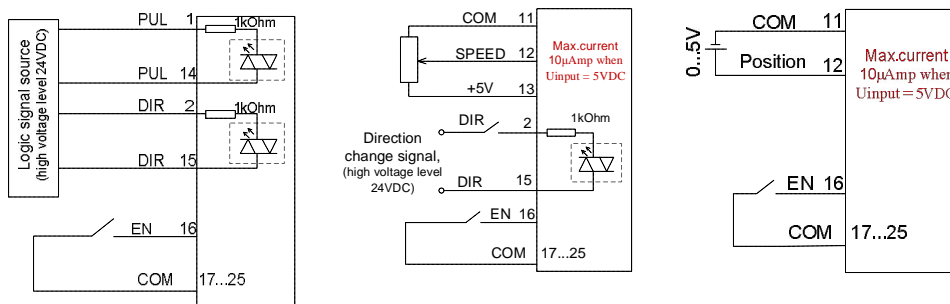 Logic signal source
(high voltage level 24VDC)
PUL 1
1kOhm
PUL 14
DIR 2
1kOhm
DIR 15
EN 16
COM 17...25
COM 11
SPEED 12
+5V 13
Max.current
10µAmp when
Uinput＝5VDC
DIR 2
1kOhm
Direction
change signal,
(high voltage level
24VDC)
DIR 15
EN 16
COM 17...25
0...5V
COM 11
Position 12
Max.current
10µAmp when
Uinput＝5VDC
EN 16
COM 17...25